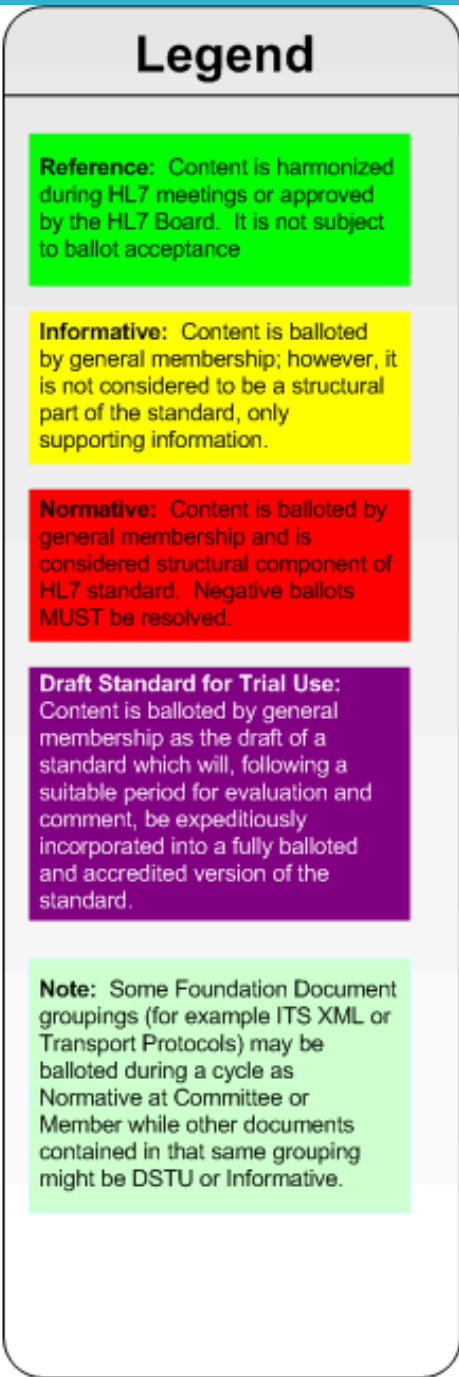 Legend
Reference: Content is harmonized
during HL7 meetings or approved
by the HL7 Board. It is not subject
to ballot acceptance
Informative: Content is balloted
by general membership; however, it
is not considered to be a structural
part of the standard, only
supporting information.
Normative: Content is balloted by
general membership and is
considered structural component of
HL7 standard. Negative ballots
MUST be resolved.
Draft Standard for Trial Use:
Content is balloted by general
membership as the draft of a
standard which will, following a
suitable period for evaluation and
comment, be expeditiously
incorporated into a fully balloted
and accredited version of the
standard.
Note: Some Foundation Document
groupings (for example ITS XML or
Transport Protocols) may be
balloted during a cycle as
Normative at Committee or
Member while other documents
contained in that same grouping
might be DSTU or Informative.